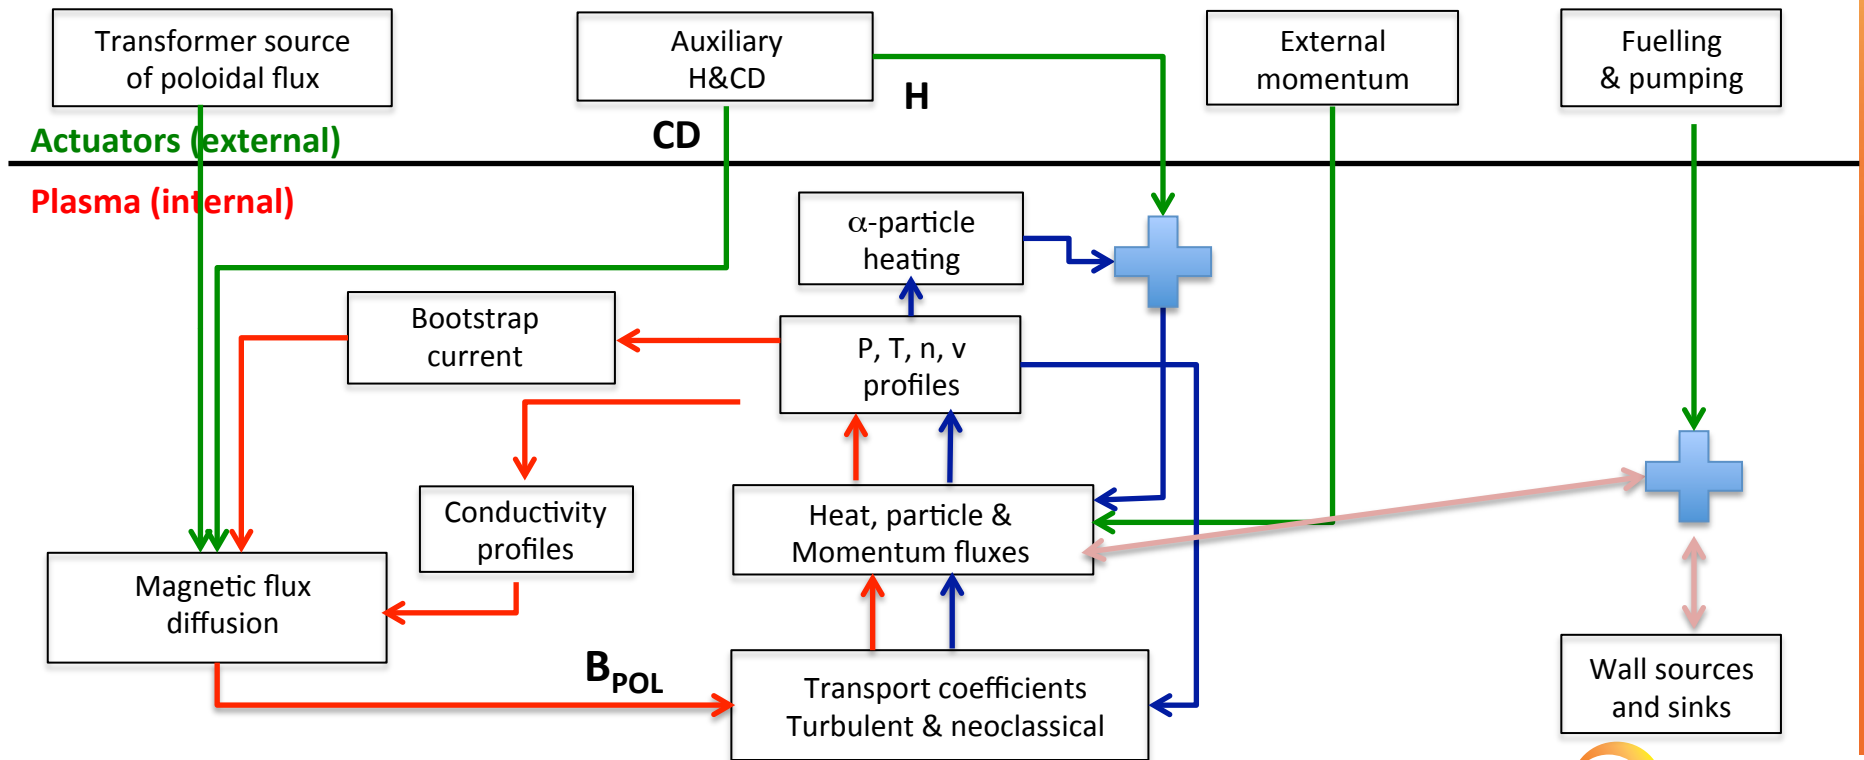 Transformer source
of poloidal flux
Auxiliary
H&CD
External
momentum
Fuelling
& pumping
H
CD
Actuators (external)
Plasma (internal)
α-particle
heating
Bootstrap
current
P, T, n, v
profiles
Conductivity
profiles
Heat, particle &
Momentum fluxes
Magnetic flux
diffusion
B_POL
Transport coefficients
Turbulent & neoclassical
Wall sources
and sinks